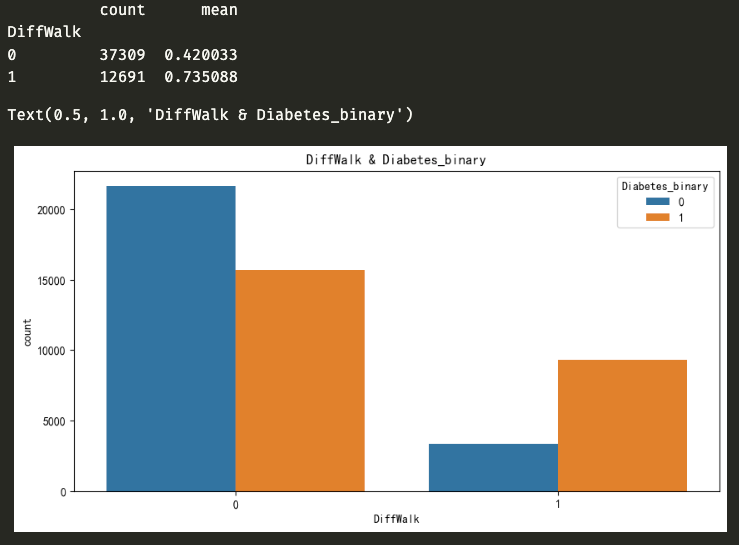 count mean
DiffWalk
0 37309 0.420033
1 12691 0.735088
Text(0.5, 1.0, 'DiffWalk & Diabetes_binary')
DiffWalk & Diabetes_binary
Diabetes_binary
0
1
20000
15000
10000
5000
0
count
0 1
DiffWalk